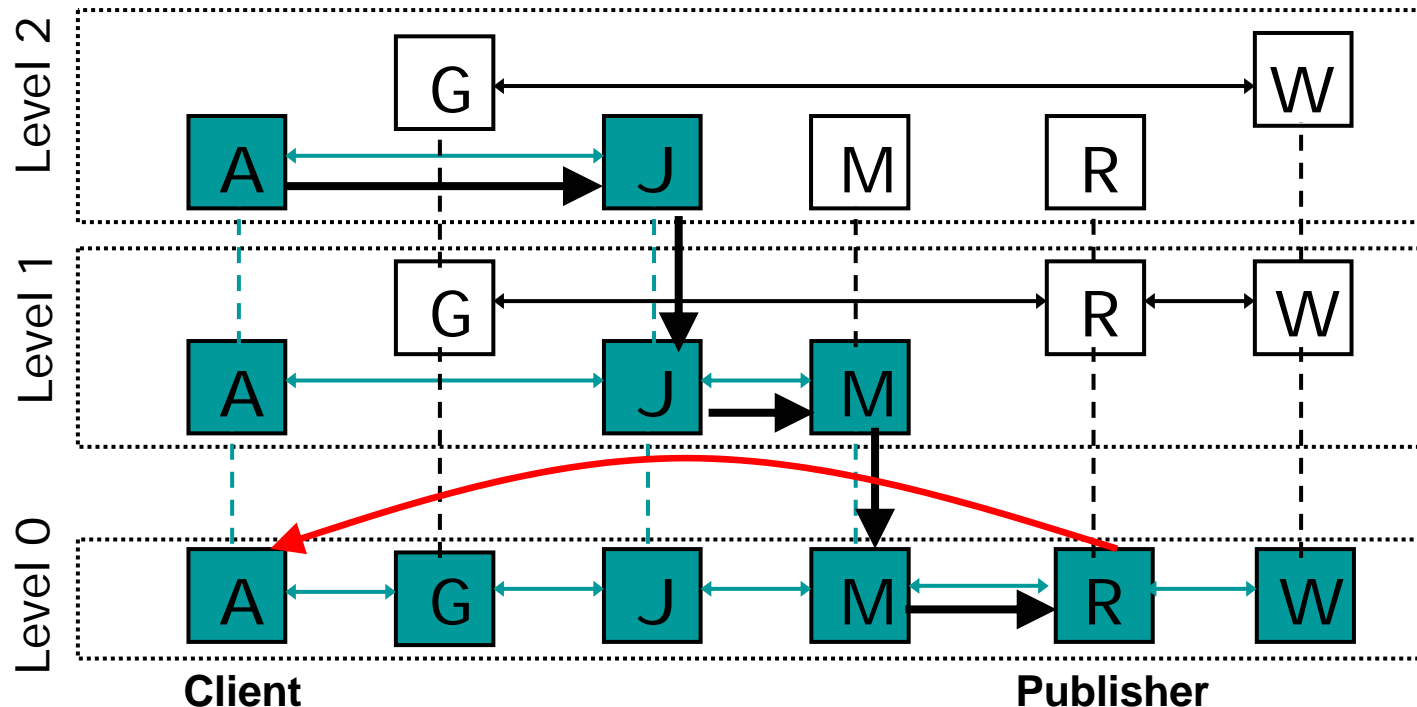 Level 2
G W
A J M R
Level 1
G R W
A J M
Level 0
A G J M R W
Client Publisher